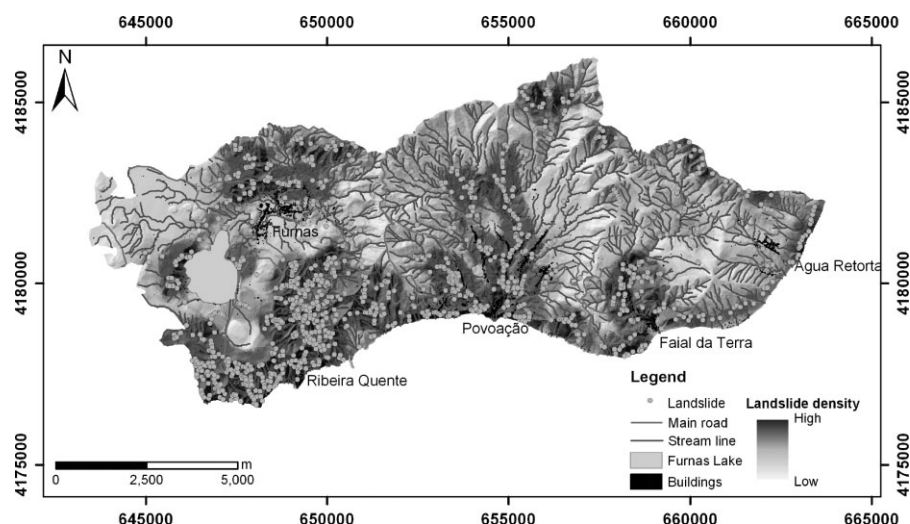 645000 650000 655000 660000 665000
N
4185000 4185000
Furnas
4180000 4180000
Agua Retorta
Povoação
Faial da Terra
Ribeira Quente
Legend
Landslide
Main road
Stream line
Furnas Lake
Buildings
Landslide density
High
Low
4175000 4175000
0 2,500 5,000 m
645000 650000 655000 660000 665000